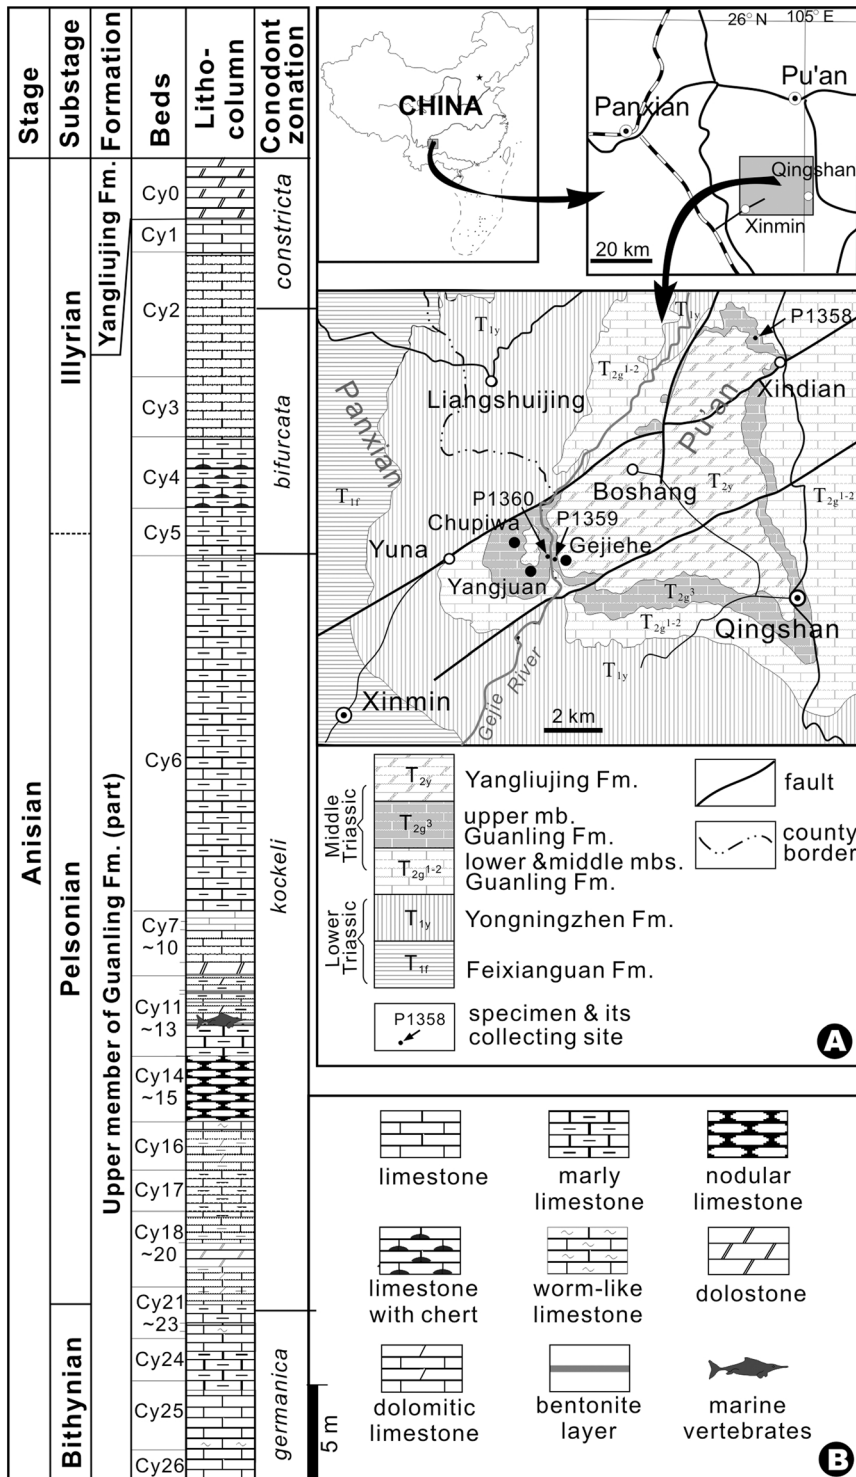 Stage
Substage
Formation
Beds
Litho-
column
Conodont
zonation
Anisian
Illyrian
Pelsonian
Bithynian
Yangliujing Fm.
Upper member of Guanling Fm. (part)
Cy0
Cy1
Cy2
Cy3
Cy4
Cy5
Cy6
Cy7
~10
Cy11
~13
Cy14
~15
Cy16
Cy17
Cy18
~20
Cy21
~23
Cy24
Cy25
Cy26
constricta
bifurcata
kockeli
germanica
5 m
CHINA
26° N
105° E
Pu'an
Panxian
Qingshan
Xinmin
20 km
T1y
T1y
P1358
T2g1-2
Liangshuijing
Xihdian
Panxian
Pu'an
T1f
P1360
Boshang
T2y
T2g1-2
Chupiwa
P1359
Yuna
Gejiehe
Yangjuan
T2g3
T2g1-2
Qingshan
T1y
Xinmin
Gejie River
2 km
Middle
Triassic
Lower
Triassic
T2y
Yangliujing Fm.
T2g3
upper mb.
Guanling Fm.
T2g1-2
lower &middle mbs.
Guanling Fm.
T1y
Yongningzhen Fm.
T1f
Feixianguan Fm.
P1358
specimen & its
collecting site
fault
county
border
A
limestone
marly
limestone
nodular
limestone
limestone
with chert
worm-like
limestone
dolostone
dolomitic
limestone
bentonite
layer
marine
vertebrates
B